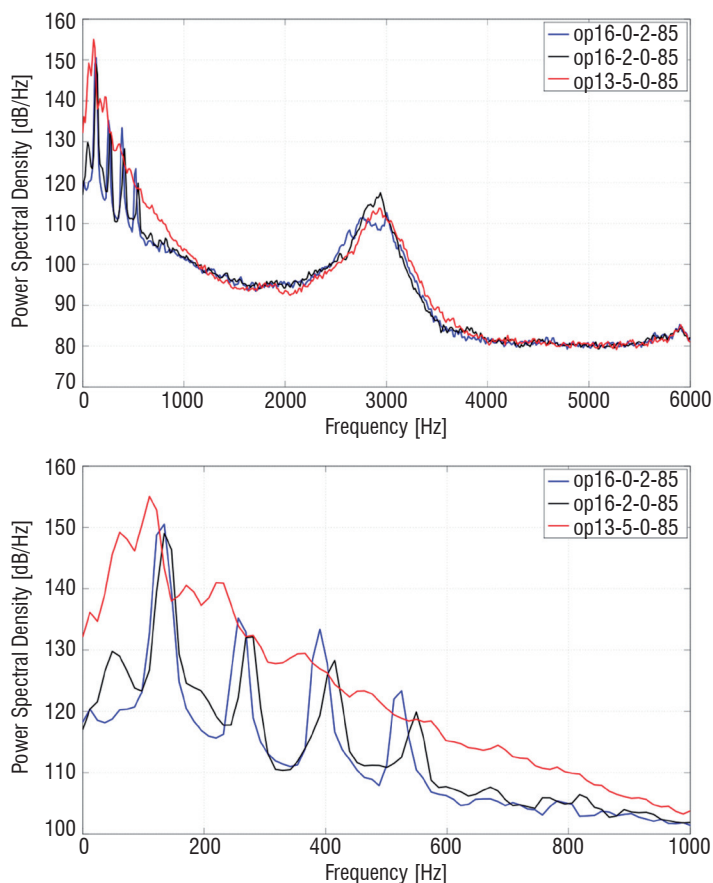 160
150
140
130
120
110
100
90
80
70
Power Spectral Density [dB/Hz]
op16-0-2-85
op16-2-0-85
op13-5-0-85
0 1000 2000 3000 4000 5000 6000
Frequency [Hz]
160
150
140
130
120
110
100
Power Spectral Density [dB/Hz]
op16-0-2-85
op16-2-0-85
op13-5-0-85
0 200 400 600 800 1000
Frequency [Hz]